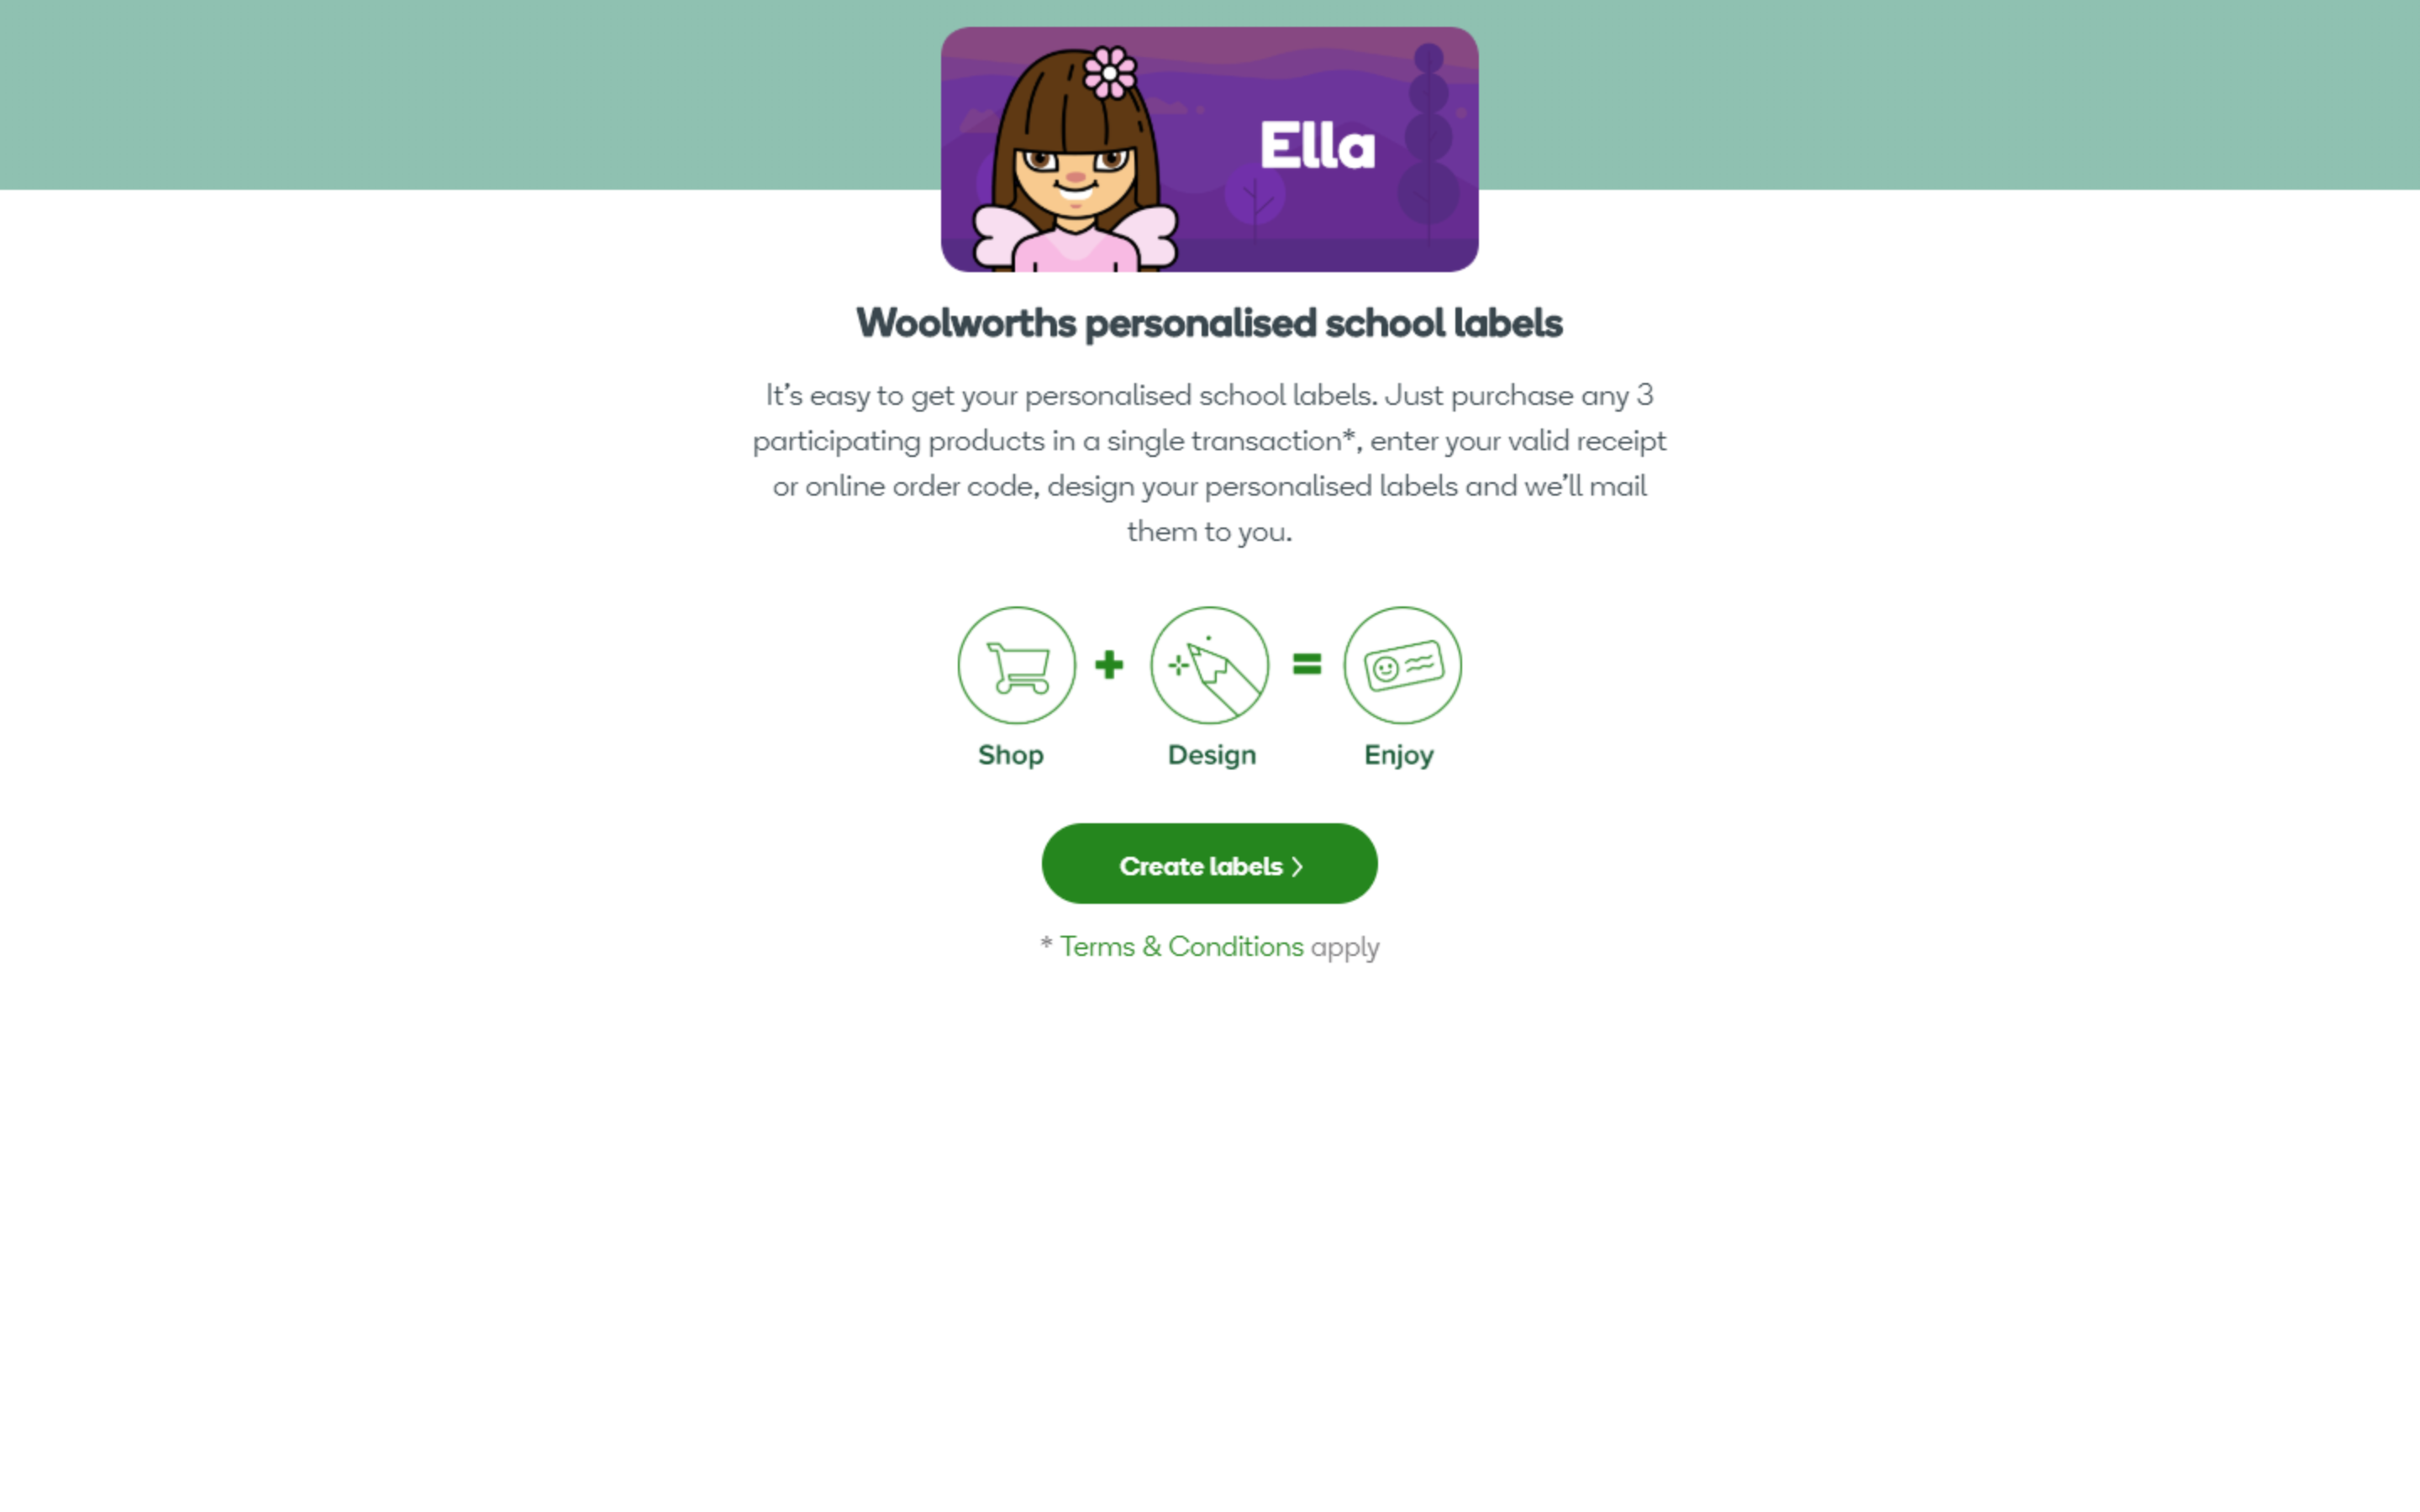 Ella
Woolworths personalised school labels
It’s easy to get your personalised school labels. Just purchase any 3
participating products in a single transaction*, enter your valid receipt
or online order code, design your personalised labels and we’ll mail
them to you.
Shop + Design = Enjoy
Create labels >
* Terms & Conditions apply